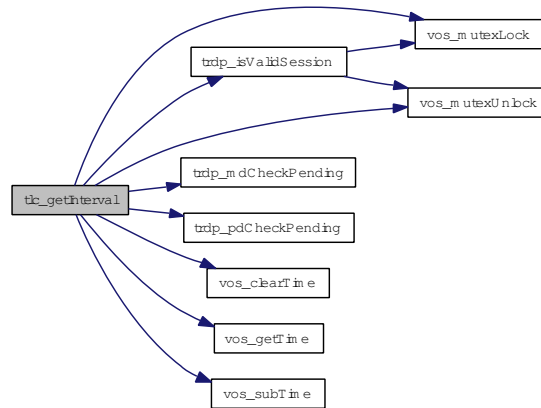 vos_mutexLock
trdp_isValidSession
vos_mutexUnlock
trdp_mdCheckPending
tlc_getInterval
trdp_pdCheckPending
vos_clearTime
vos_getTime
vos_subTime